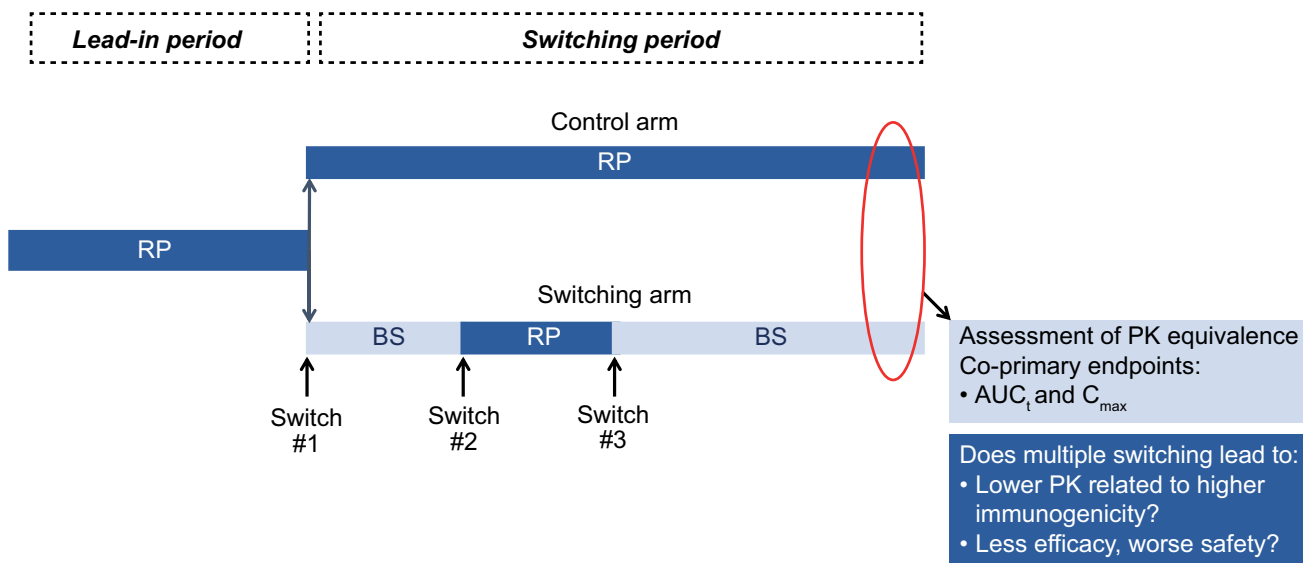 Lead-in period
Switching period
Control arm
RP
RP
Switching arm
BS
RP
BS
Switch
#1
Switch
#2
Switch
#3
Assessment of PK equivalence
Co-primary endpoints:
• AUCt and Cmax
Does multiple switching lead to:
• Lower PK related to higher
immunogenicity?
• Less efficacy, worse safety?